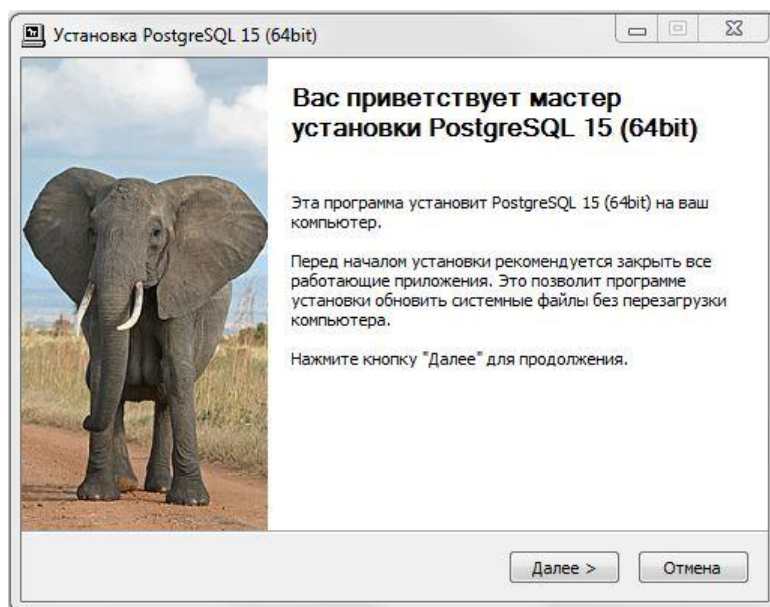 Установка PostgreSQL 15 (64bit)
Вас приветствует мастер
установки PostgreSQL 15 (64bit)
Эта программа установит PostgreSQL 15 (64bit) на ваш
компьютер.
Перед началом установки рекомендуется закрыть все
работающие приложения. Это позволит программе
установки обновить системные файлы без перезагрузки
компьютера.
Нажмите кнопку "Далее" для продолжения.
Далее >
Отмена